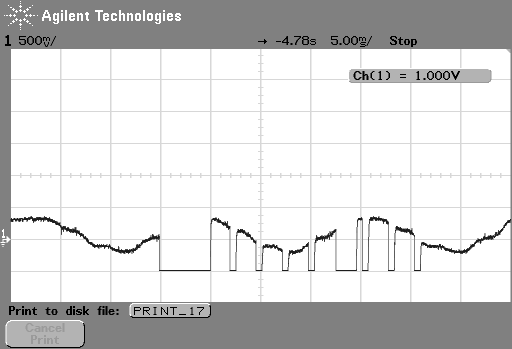 Agilent Technologies
1 500mV/ → -4.78s 5.00ms/ Stop
Ch(1) = 1.000V
1
Print to disk file: PRINT_17
Cancel
Print